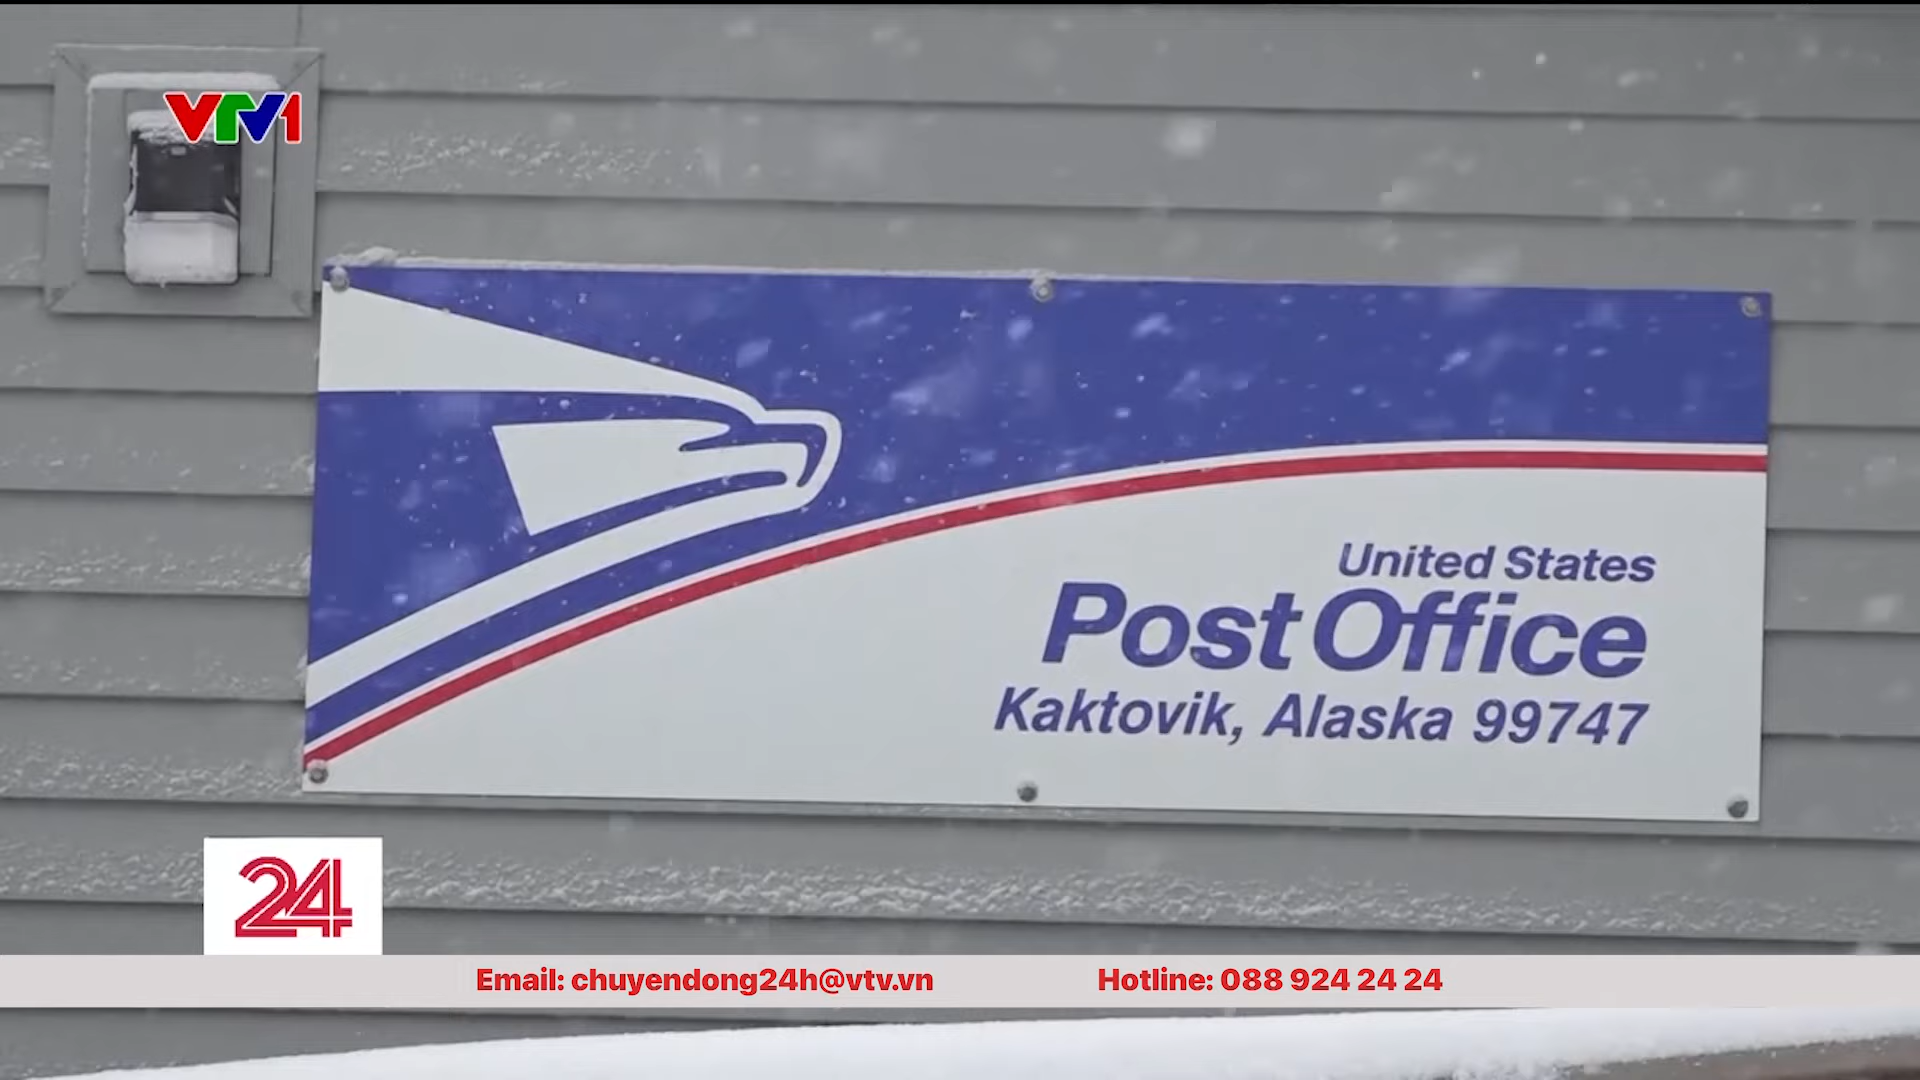 VTV1
United States
Post Office
Kaktovik, Alaska 99747
24
Email: chuyendong24h@vtv.vn
Hotline: 088 924 24 24